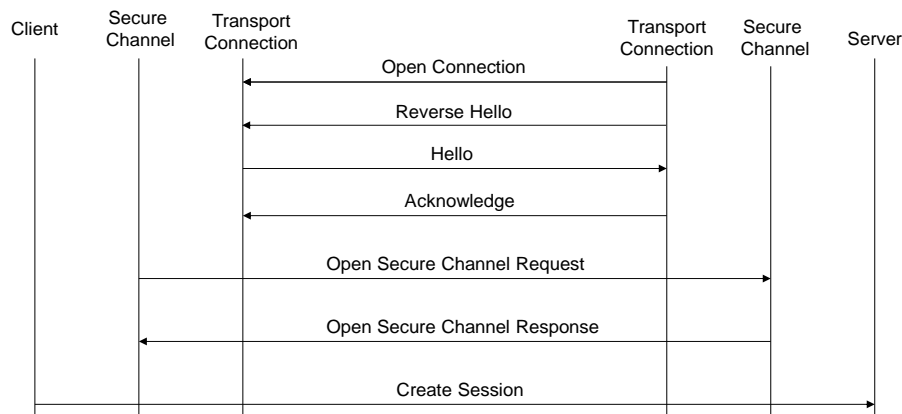 Client
Secure
Channel
Transport
Connection
Transport
Connection
Secure
Channel
Server
Open Connection
Reverse Hello
Hello
Acknowledge
Open Secure Channel Request
Open Secure Channel Response
Create Session